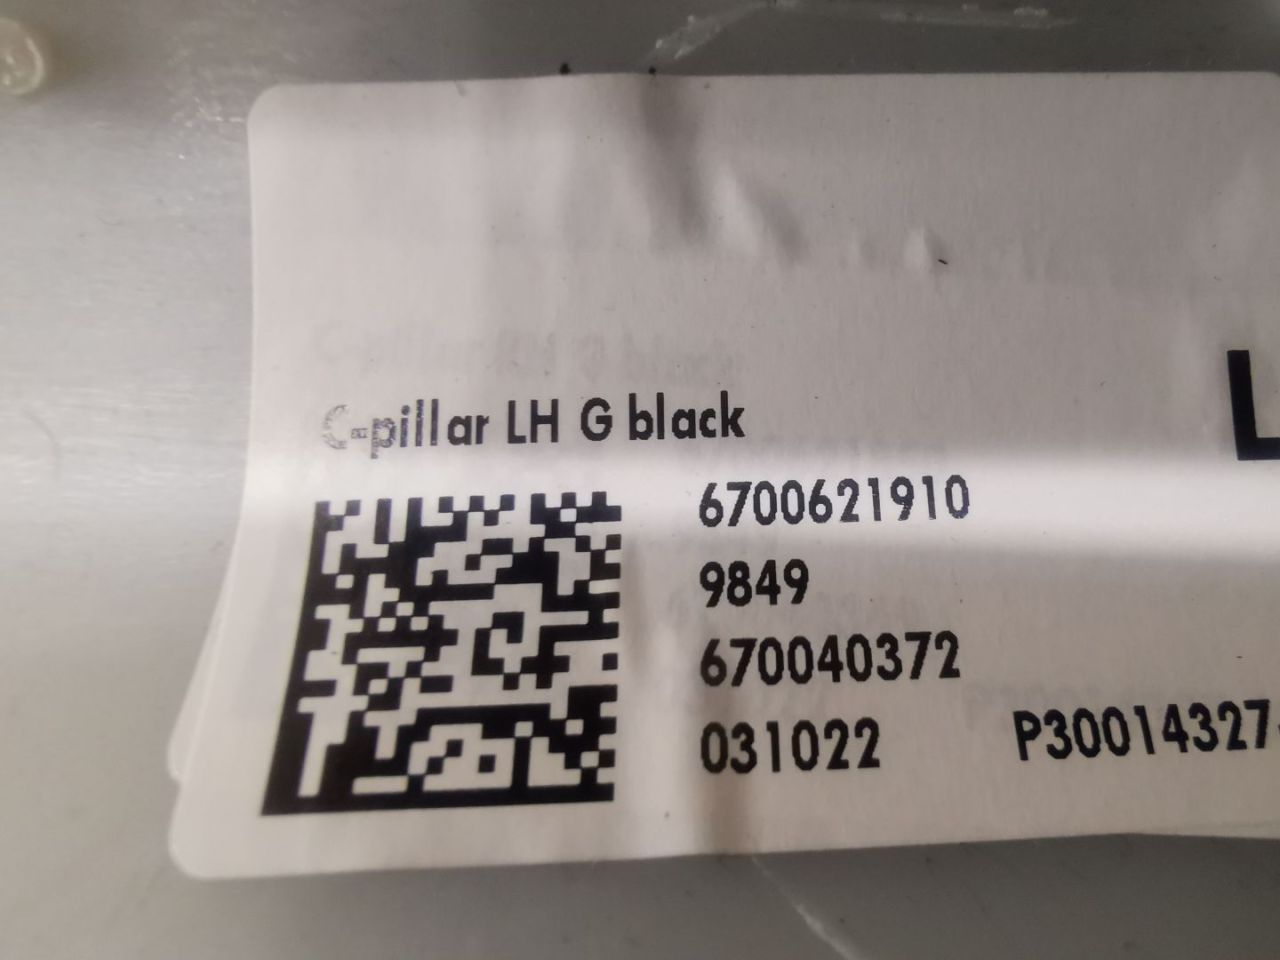 C-pillar LH G black
L
6700621910
9849
670040372
031022 P30014327